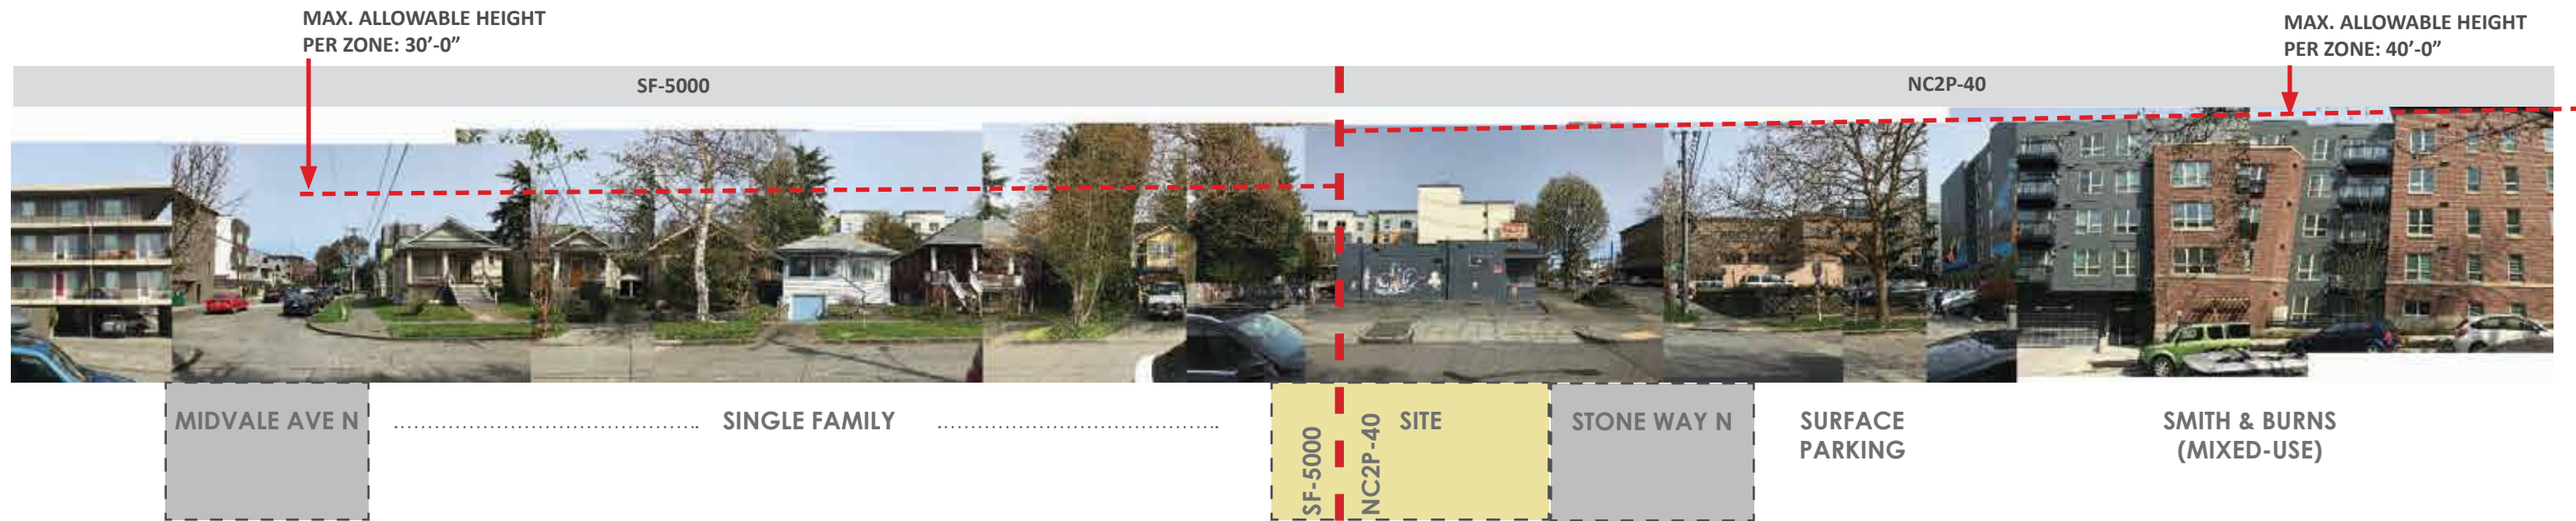 MAX. ALLOWABLE HEIGHT
PER ZONE: 30’-0”
MAX. ALLOWABLE HEIGHT
PER ZONE: 40’-0”
SF-5000
NC2P-40
MIDVALE AVE N
SINGLE FAMILY
SF-5000
NC2P-40
SITE
STONE WAY N
SURFACE
PARKING
SMITH & BURNS
(MIXED-USE)